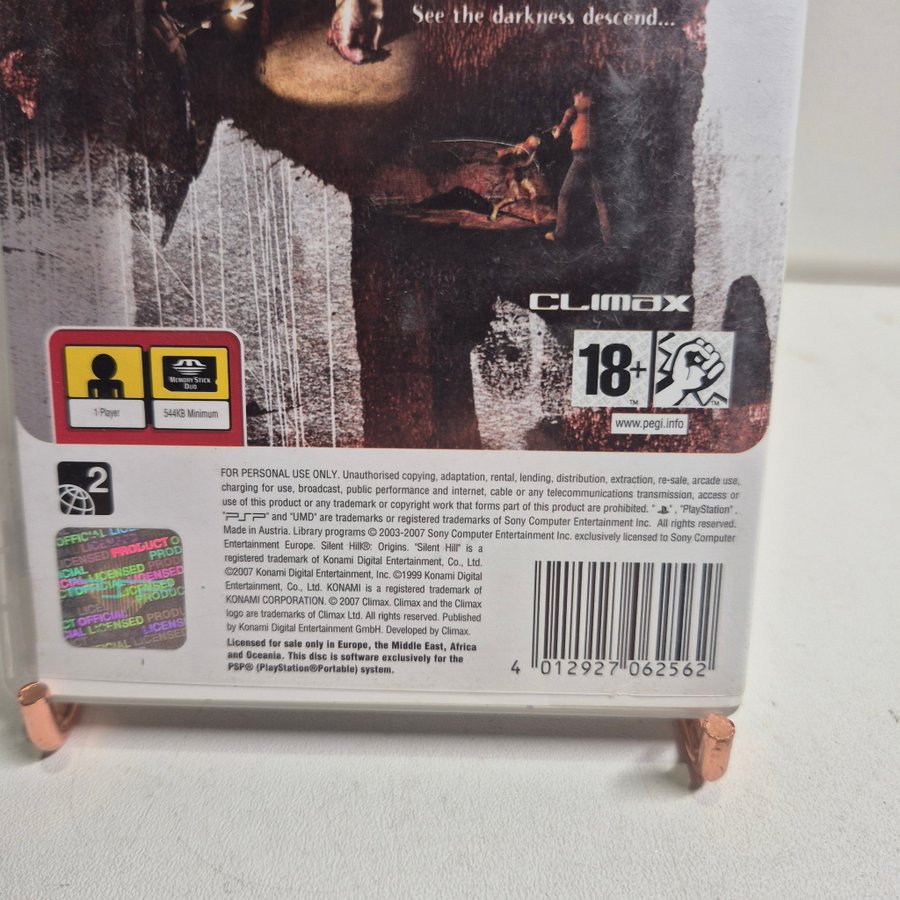 See the darkness descend...
CLIMAX
18+
TM
TM
www.pegi.info
MEMORY STICK
DUO
1 Player
544KB Minimum
2
FOR PERSONAL USE ONLY. Unauthorised copying, adaptation, rental, lending, distribution, extraction, re-sale, arcade use,
charging for use, broadcast, public performance and internet, cable or any telecommunications transmission, access or
use of this product or any trademark or copyright work that forms part of this product are prohibited. " ", "PlayStation",
"PSP" and "UMD" are trademarks or registered trademarks of Sony Computer Entertainment Inc. All rights reserved.
Made in Austria. Library programs © 2003-2007 Sony Computer Entertainment Inc. exclusively licensed to Sony Computer
Entertainment Europe. Silent Hill®: Origins. "Silent Hill" is a
registered trademark of Konami Digital Entertainment Co., Ltd.
©2007 Konami Digital Entertainment, Inc. ©1999 Konami Digital
Entertainment, Co., Ltd. KONAMI is a registered trademark of
KONAMI CORPORATION. © 2007 Climax. Climax and the Climax
logo are trademarks of Climax Ltd. All rights reserved. Published
by Konami Digital Entertainment GmbH. Developed by Climax.
Licensed for sale only in Europe, the Middle East, Africa
and Oceania. This disc is software exclusively for the
PSP® (PlayStation®Portable) system.
OFFICIAL LICENSED PRODUCT
4 012927 062562